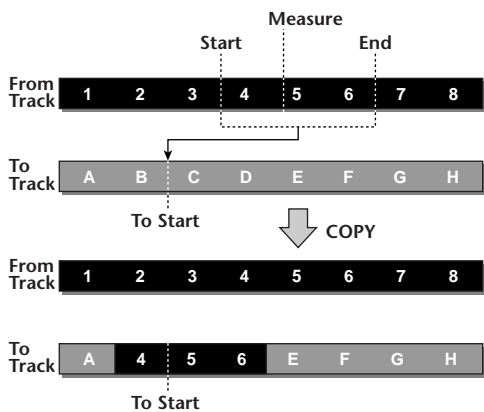 Measure
Start End
From
Track 1 2 3 4 5 6 7 8
To
Track A B C D E F G H
To Start
COPY
From
Track 1 2 3 4 5 6 7 8
To
Track A 4 5 6 E F G H
To Start